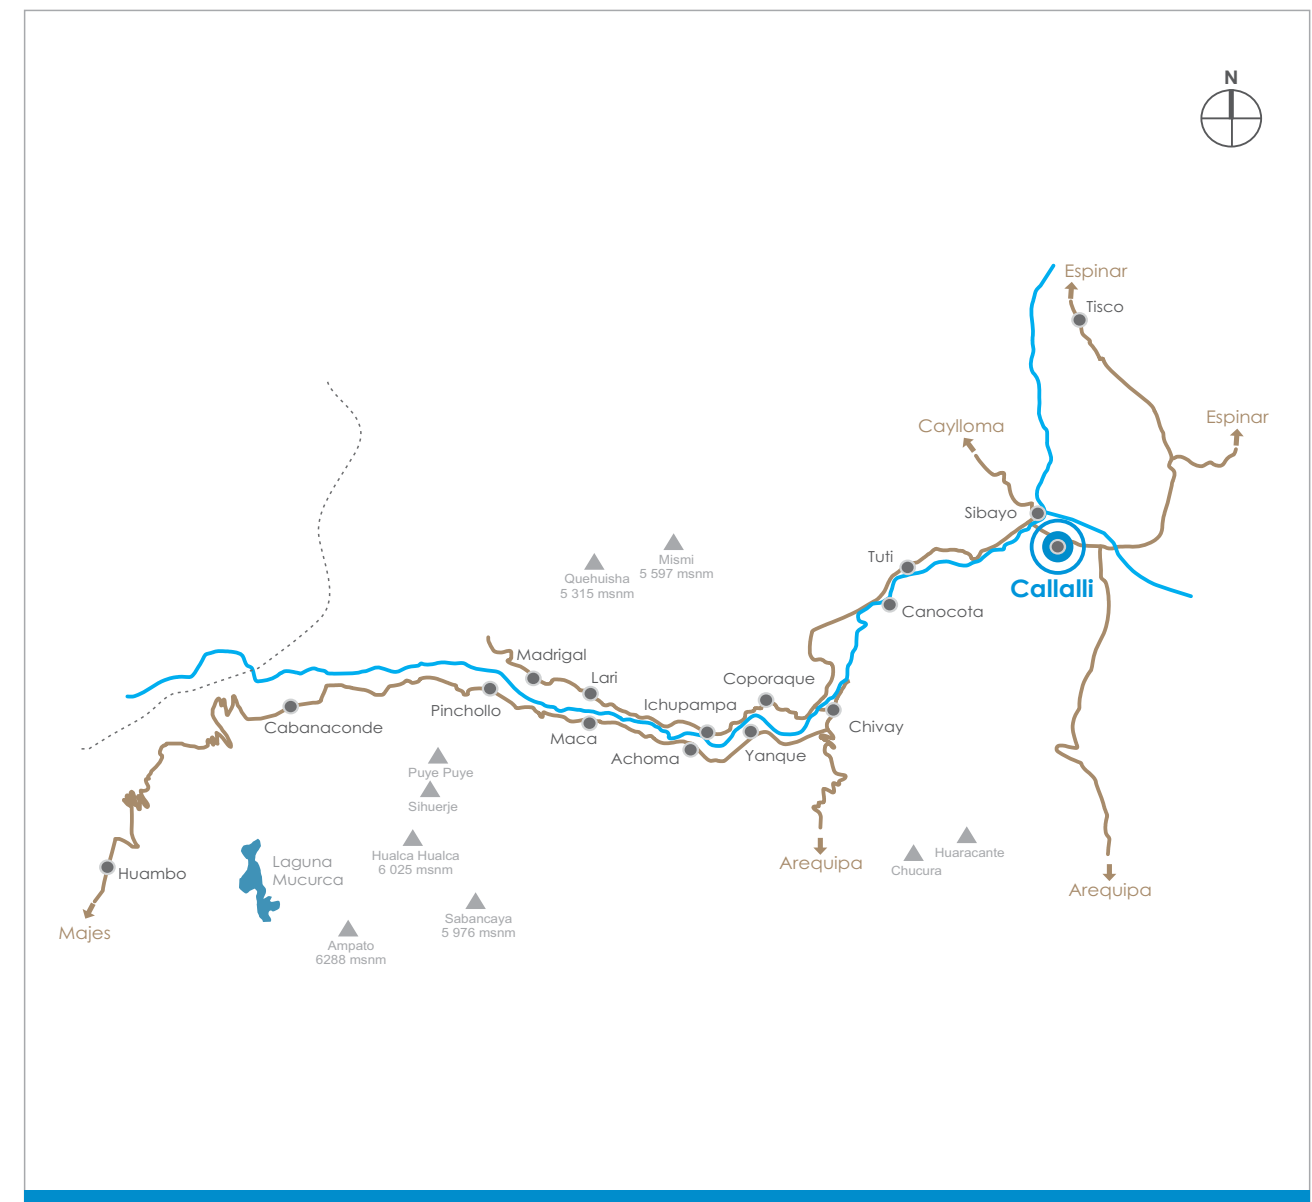 N
Espinar
Tisco
Espinar
Caylloma
Sibayo
Mismi
5 597 msnm
Tuti
Quehuisha
5 315 msnm
Callalli
Canocota
Madrigal
Lari
Coporaque
Ichupampa
Pinchollo
Cabanaconde
Chivay
Maca
Achoma
Yanque
Puye Puye
Sihuerje
Hualca Hualca
6 025 msnm
Laguna
Mucurca
Huaracante
Chucura
Arequipa
Huambo
Arequipa
Sabancaya
5 976 msnm
Majes
Ampato
6288 msnm